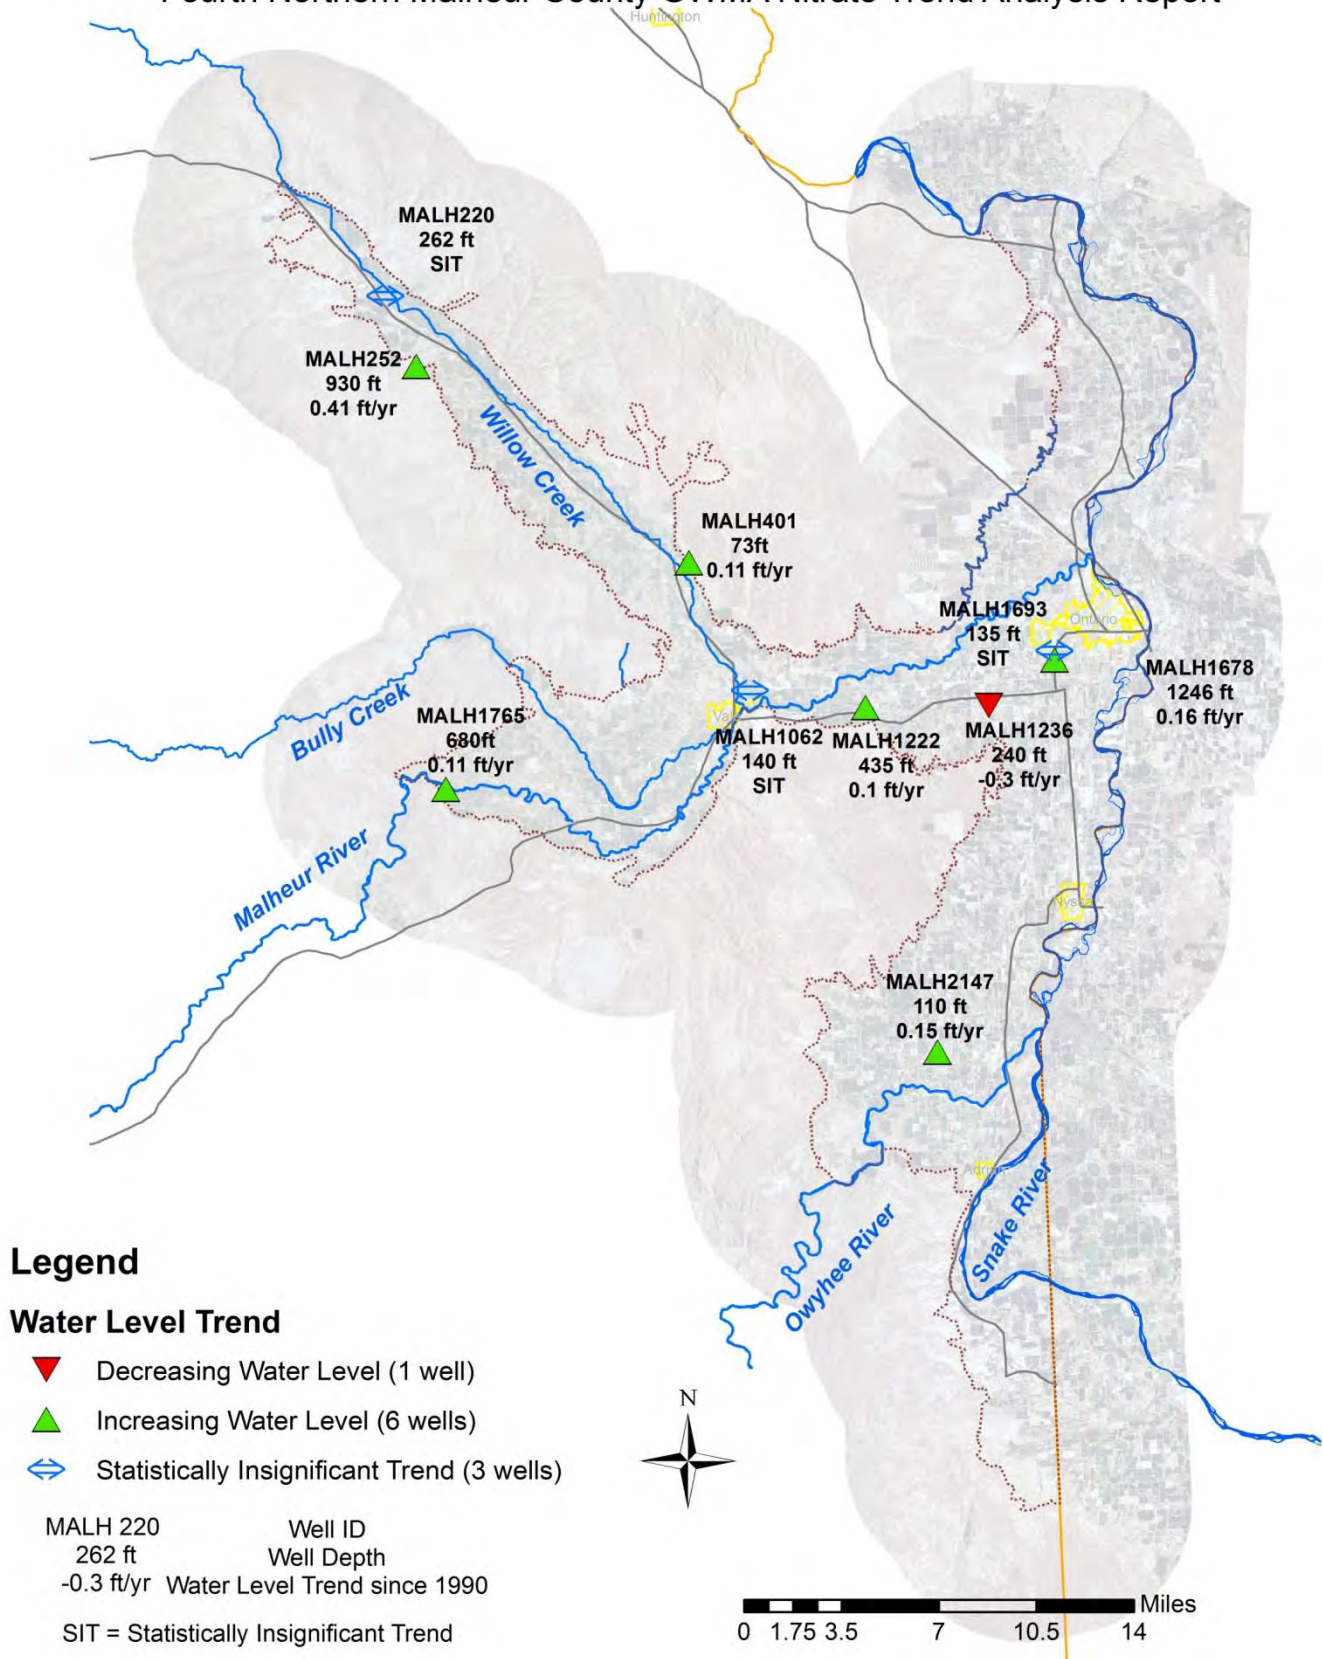 Fourth Northern Malheur County GWMA Nitrate Trend Analysis Report
Huntington
MALH220
262 ft
SIT
MALH252
930 ft
0.41 ft/yr
Willow Creek
MALH401
73ft
0.11 ft/yr
MALH1693
135 ft
SIT
Ontario
MALH1678
1246 ft
0.16 ft/yr
Bully Creek
MALH1765
680ft
0.11 ft/yr
Vale
MALH1062
140 ft
SIT
MALH1222
435 ft
0.1 ft/yr
MALH1236
240 ft
-0.3 ft/yr
Malheur River
Nyssa
MALH2147
110 ft
0.15 ft/yr
Adrian
Snake River
Owyhee River
Legend
Water Level Trend
Decreasing Water Level (1 well)
Increasing Water Level (6 wells)
Statistically Insignificant Trend (3 wells)
MALH 220 Well ID
262 ft Well Depth
-0.3 ft/yr Water Level Trend since 1990
SIT = Statistically Insignificant Trend
N
Miles
0 1.75 3.5 7 10.5 14